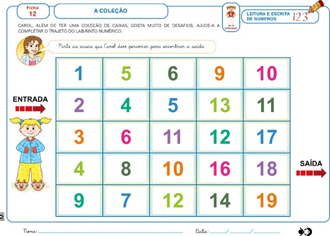 Ficha
12
A COLEÇÃO
LEITURA E ESCRITA
DE NÚMEROS
123
CAROL, ALÉM DE TER UMA COLEÇÃO DE CAIXAS, GOSTA MUITO DE DESAFIOS. AJUDE-A A
COMPLETAR O TRAJETO DO LABIRINTO NUMÉRICO.
Pinte as casas que Carol deve percorrer para encontrar a saída.
1 5 6 9 10
ENTRADA
2 4 5 13 11
3 6 11 12 17
4 8 10 16 18
SAÍDA
9 7 12 14 19
Nome:
Data: